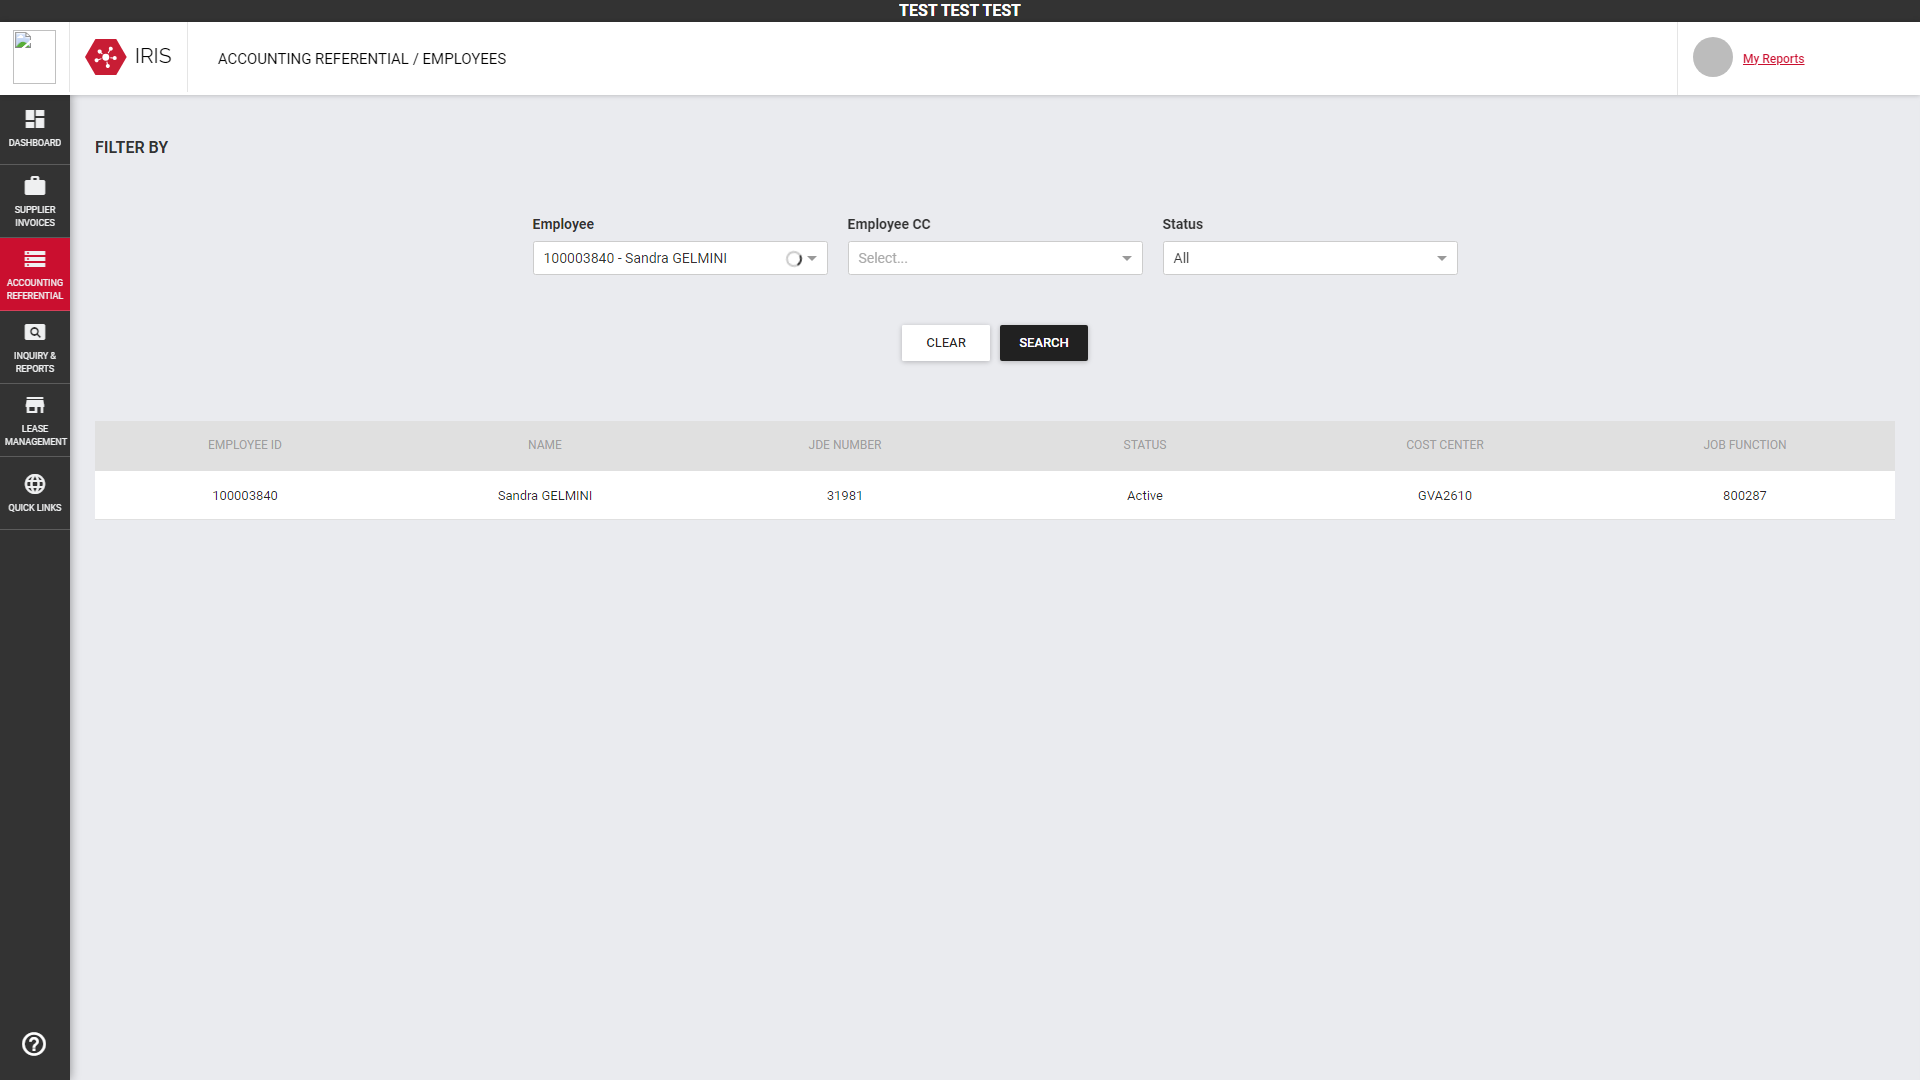 TEST TEST TEST
IRIS
ACCOUNTING REFERENTIAL / EMPLOYEES
My Reports
DASHBOARD
SUPPLIER
INVOICES
ACCOUNTING
REFERENTIAL
INQUIRY &
REPORTS
LEASE
MANAGEMENT
QUICK LINKS
FILTER BY
Employee
Employee CC
Status
100003840 - Sandra GELMINI
Select...
All
CLEAR
SEARCH
EMPLOYEE ID NAME JDE NUMBER STATUS COST CENTER JOB FUNCTION
100003840 Sandra GELMINI 31981 Active GVA2610 800287